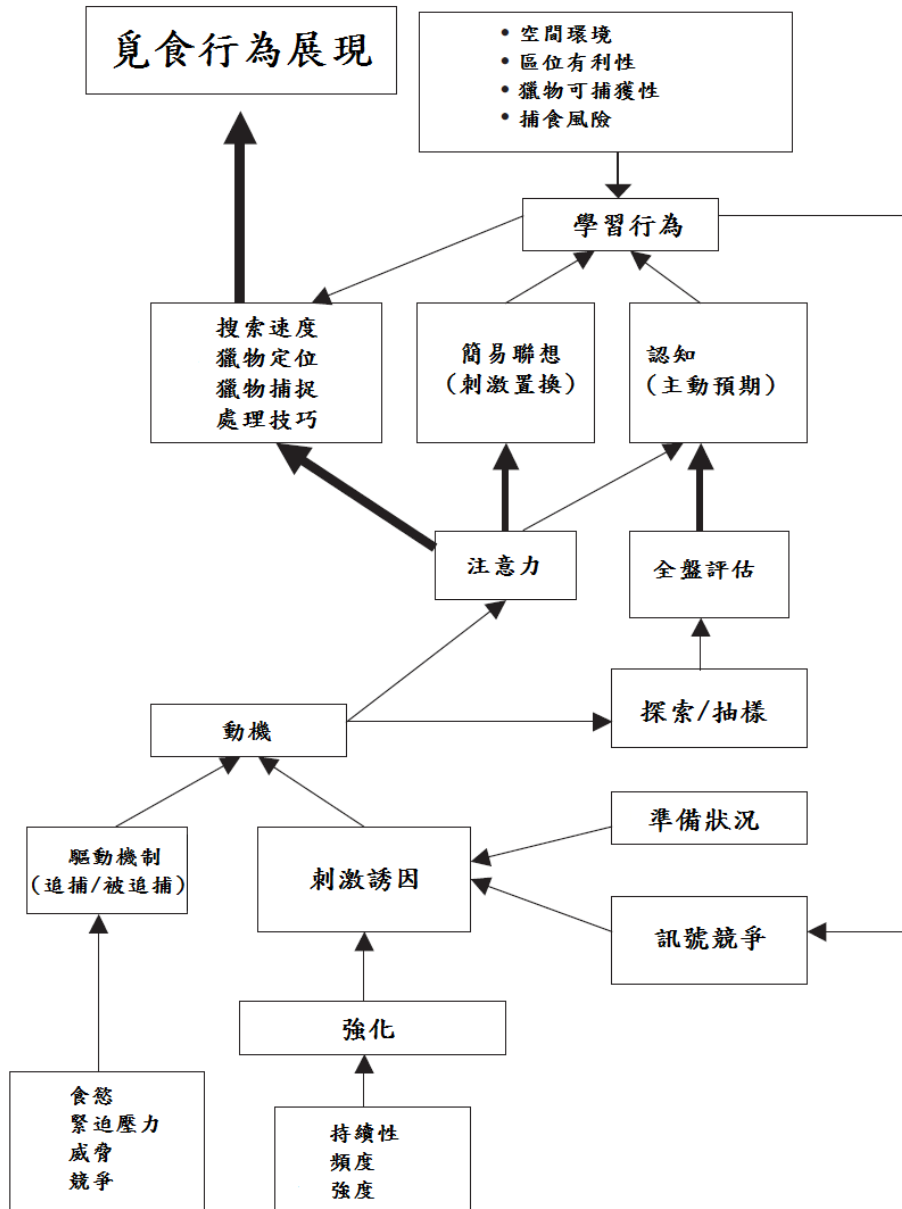 覓食行為展現
• 空間環境
• 區位有利性
• 獵物可捕獲性
• 捕食風險
學習行為
搜索速度
獵物定位
獵物捕捉
處理技巧
簡易聯想
(刺激置換)
認知
(主動預期)
注意力
全盤評估
動機
探索/抽樣
驅動機制
(追捕/被追捕)
刺激誘因
準備狀況
訊號競爭
強化
食慾
緊迫壓力
威脅
競爭
持續性
頻度
強度